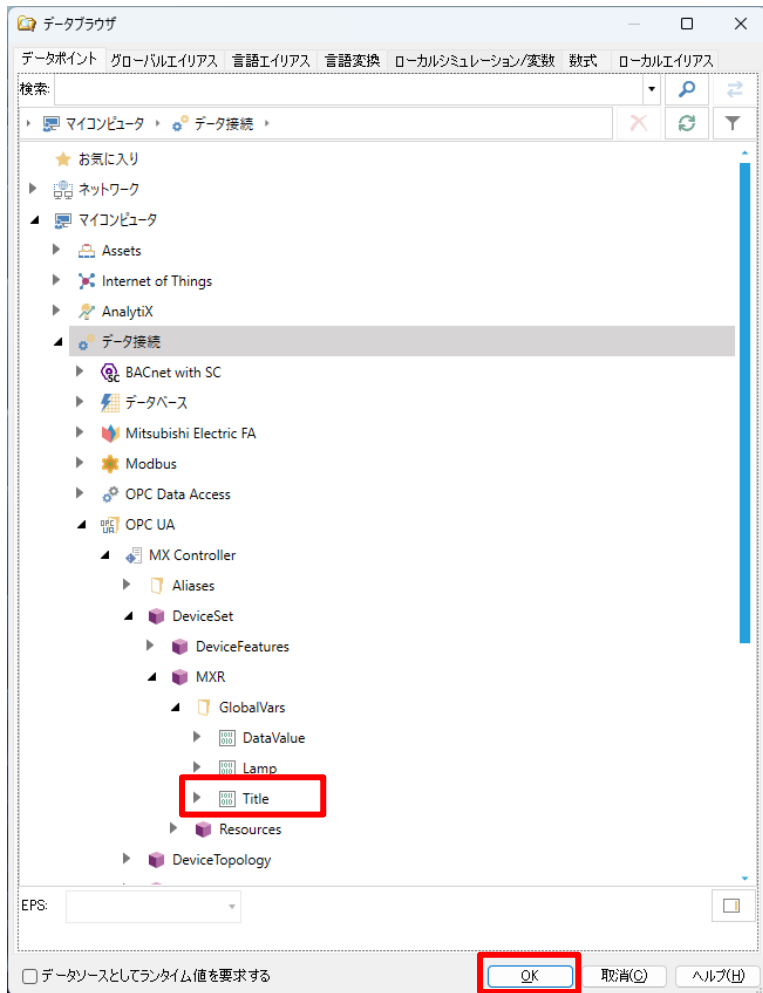 データブラウザ
データポイント グローバルエイリアス 言語エイリアス 言語変換 ローカルシミュレーション/変数 数式 ローカルエイリアス
検索:
マイコンピュータ データ接続
お気に入り
ネットワーク
マイコンピュータ
Assets
Internet of Things
AnalytiX
データ接続
BACnet with SC
データベース
Mitsubishi Electric FA
Modbus
OPC Data Access
OPC UA
MX Controller
Aliases
DeviceSet
DeviceFeatures
MXR
GlobalVars
DataValue
Lamp
Title
Resources
DeviceTopology
EPS:
データソースとしてランタイム値を要求する OK 取消(C) ヘルプ(H)